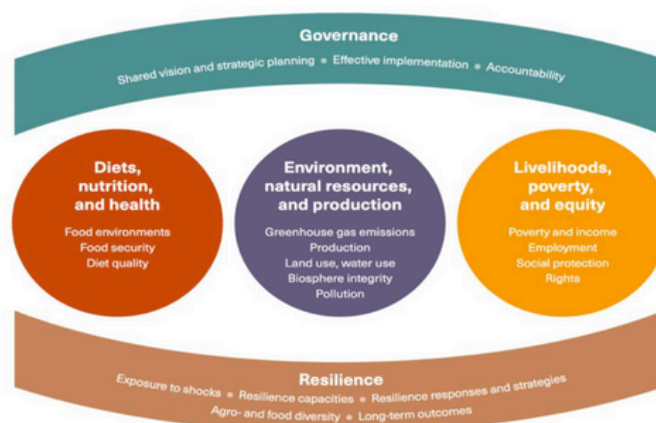 Governance
Shared vision and strategic planning • Effective implementation • Accountability
Diets,
nutrition,
and health
Food environments
Food security
Diet quality
Environment,
natural resources,
and production
Greenhouse gas emissions
Production
Land use, water use
Biosphere integrity
Pollution
Livelihoods,
poverty,
and equity
Poverty and income
Employment
Social protection
Rights
Resilience
Exposure to shocks • Resilience capacities • Resilience responses and strategies
Agro- and food diversity • Long-term outcomes